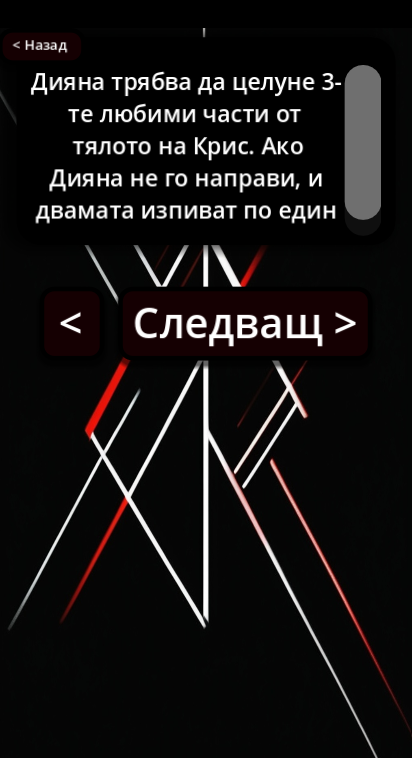 < Назад
Дияна трябва да целуне 3-
те любими части от
тялото на Крис. Ако
Дияна не го направи, и
двамата изпиват по един
<
Следващ >